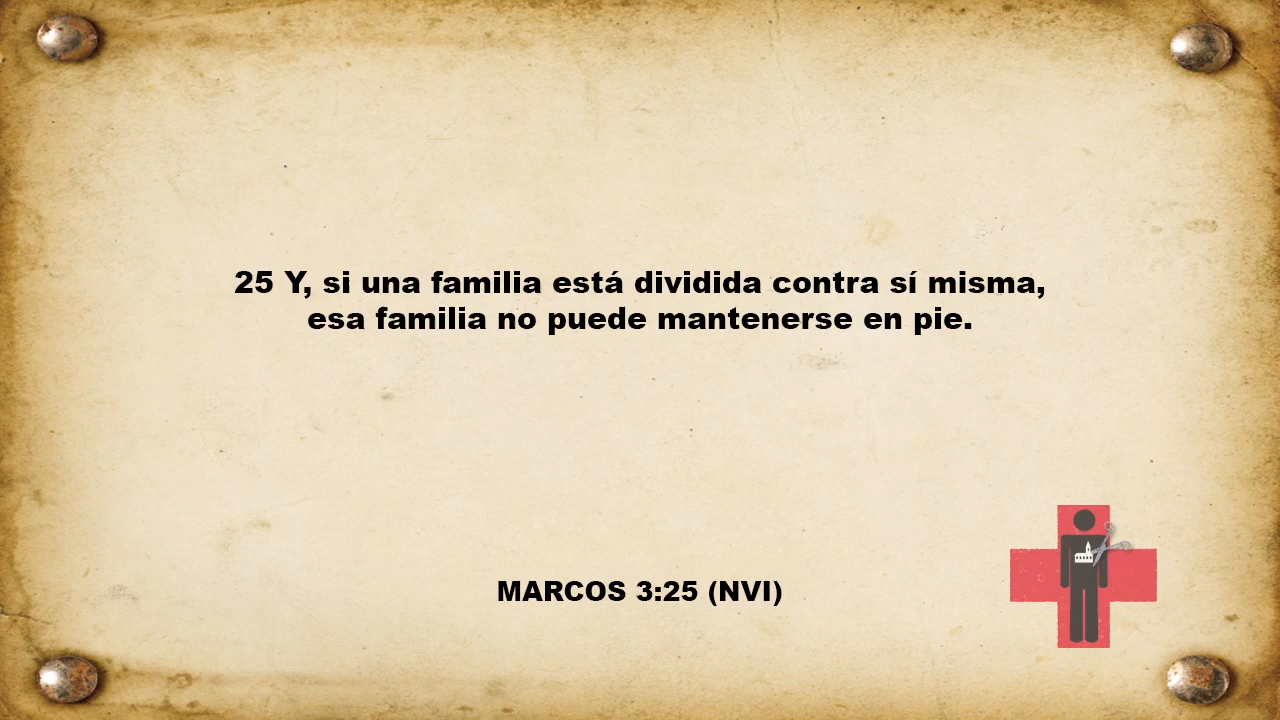 25 Y, si una familia está dividida contra sí misma,
esa familia no puede mantenerse en pie.
MARCOS 3:25 (NVI)